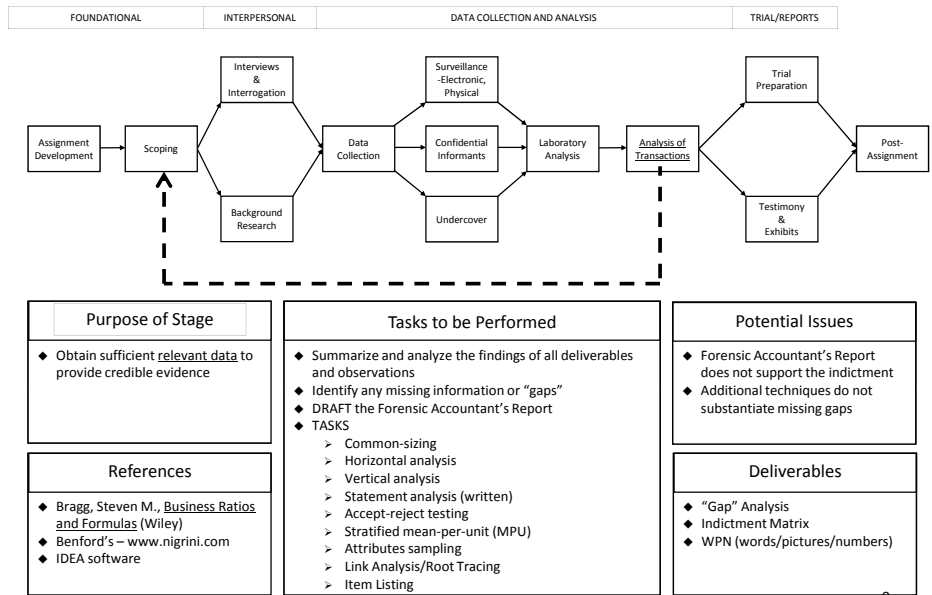 FOUNDATIONAL
INTERPERSONAL
DATA COLLECTION AND ANALYSIS
TRIAL/REPORTS
Assignment
Development
Scoping
Interviews
&
Interrogation
Background
Research
Data
Collection
Surveillance
-Electronic,
Physical
Confidential
Informants
Undercover
Laboratory
Analysis
Analysis of
Transactions
Trial
Preparation
Testimony
&
Exhibits
Post-
Assignment
Purpose of Stage
◆ Obtain sufficient relevant data to
provide credible evidence
References
◆ Bragg, Steven M., Business Ratios
and Formulas (Wiley)
◆ Benford’s – www.nigrini.com
◆ IDEA software
Tasks to be Performed
◆ Summarize and analyze the findings of all deliverables
and observations
◆ Identify any missing information or “gaps”
◆ DRAFT the Forensic Accountant’s Report
◆ TASKS
➢ Common-sizing
➢ Horizontal analysis
➢ Vertical analysis
➢ Statement analysis (written)
➢ Accept-reject testing
➢ Stratified mean-per-unit (MPU)
➢ Attributes sampling
➢ Link Analysis/Root Tracing
➢ Item Listing
Potential Issues
◆ Forensic Accountant’s Report
does not support the indictment
◆ Additional techniques do not
substantiate missing gaps
Deliverables
◆ “Gap” Analysis
◆ Indictment Matrix
◆ WPN (words/pictures/numbers)